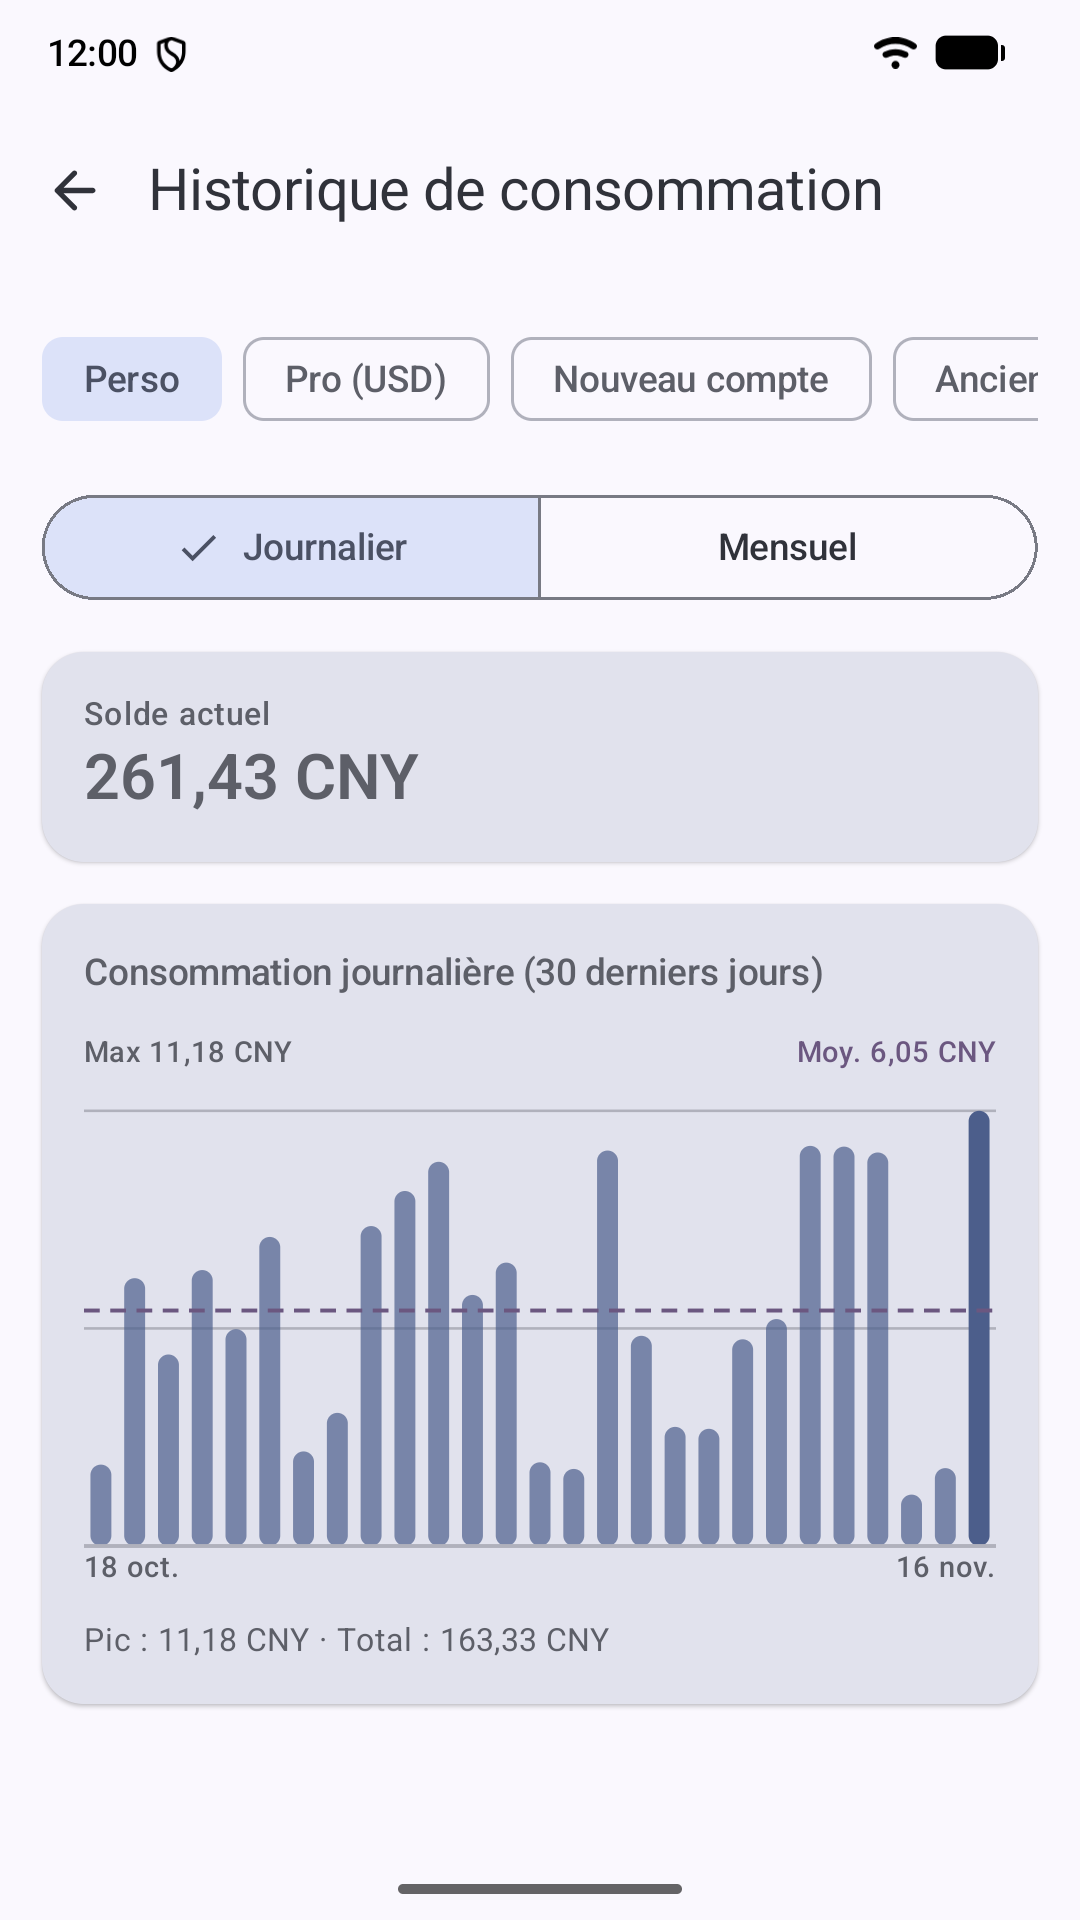 12:00
Historique de consommation
Perso
Pro (USD)
Nouveau compte
Journalier
Mensuel
Solde actuel
261,43 CNY
Consommation journalière (30 derniers jours)
Max 11,18 CNY
Moy. 6,05 CNY
18 oct.
16 nov.
Pic : 11,18 CNY · Total : 163,33 CNY